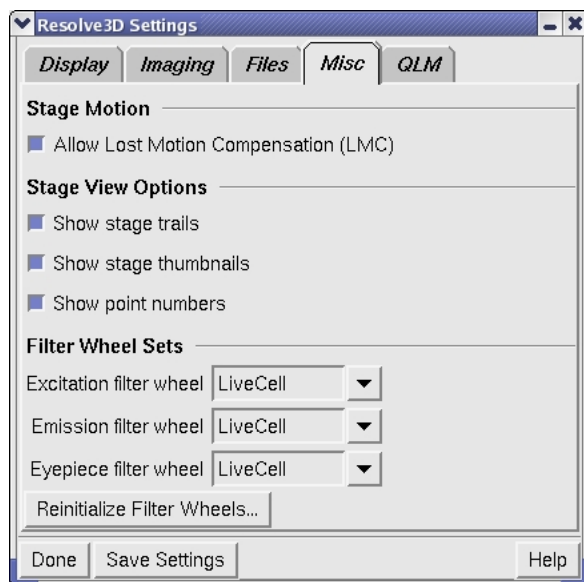 Resolve3D Settings
Display Imaging Files Misc QLM
Stage Motion
Allow Lost Motion Compensation (LMC)
Stage View Options
Show stage trails
Show stage thumbnails
Show point numbers
Filter Wheel Sets
Excitation filter wheel LiveCell
Emission filter wheel LiveCell
Eyepiece filter wheel LiveCell
Reinitialize Filter Wheels...
Done Save Settings Help